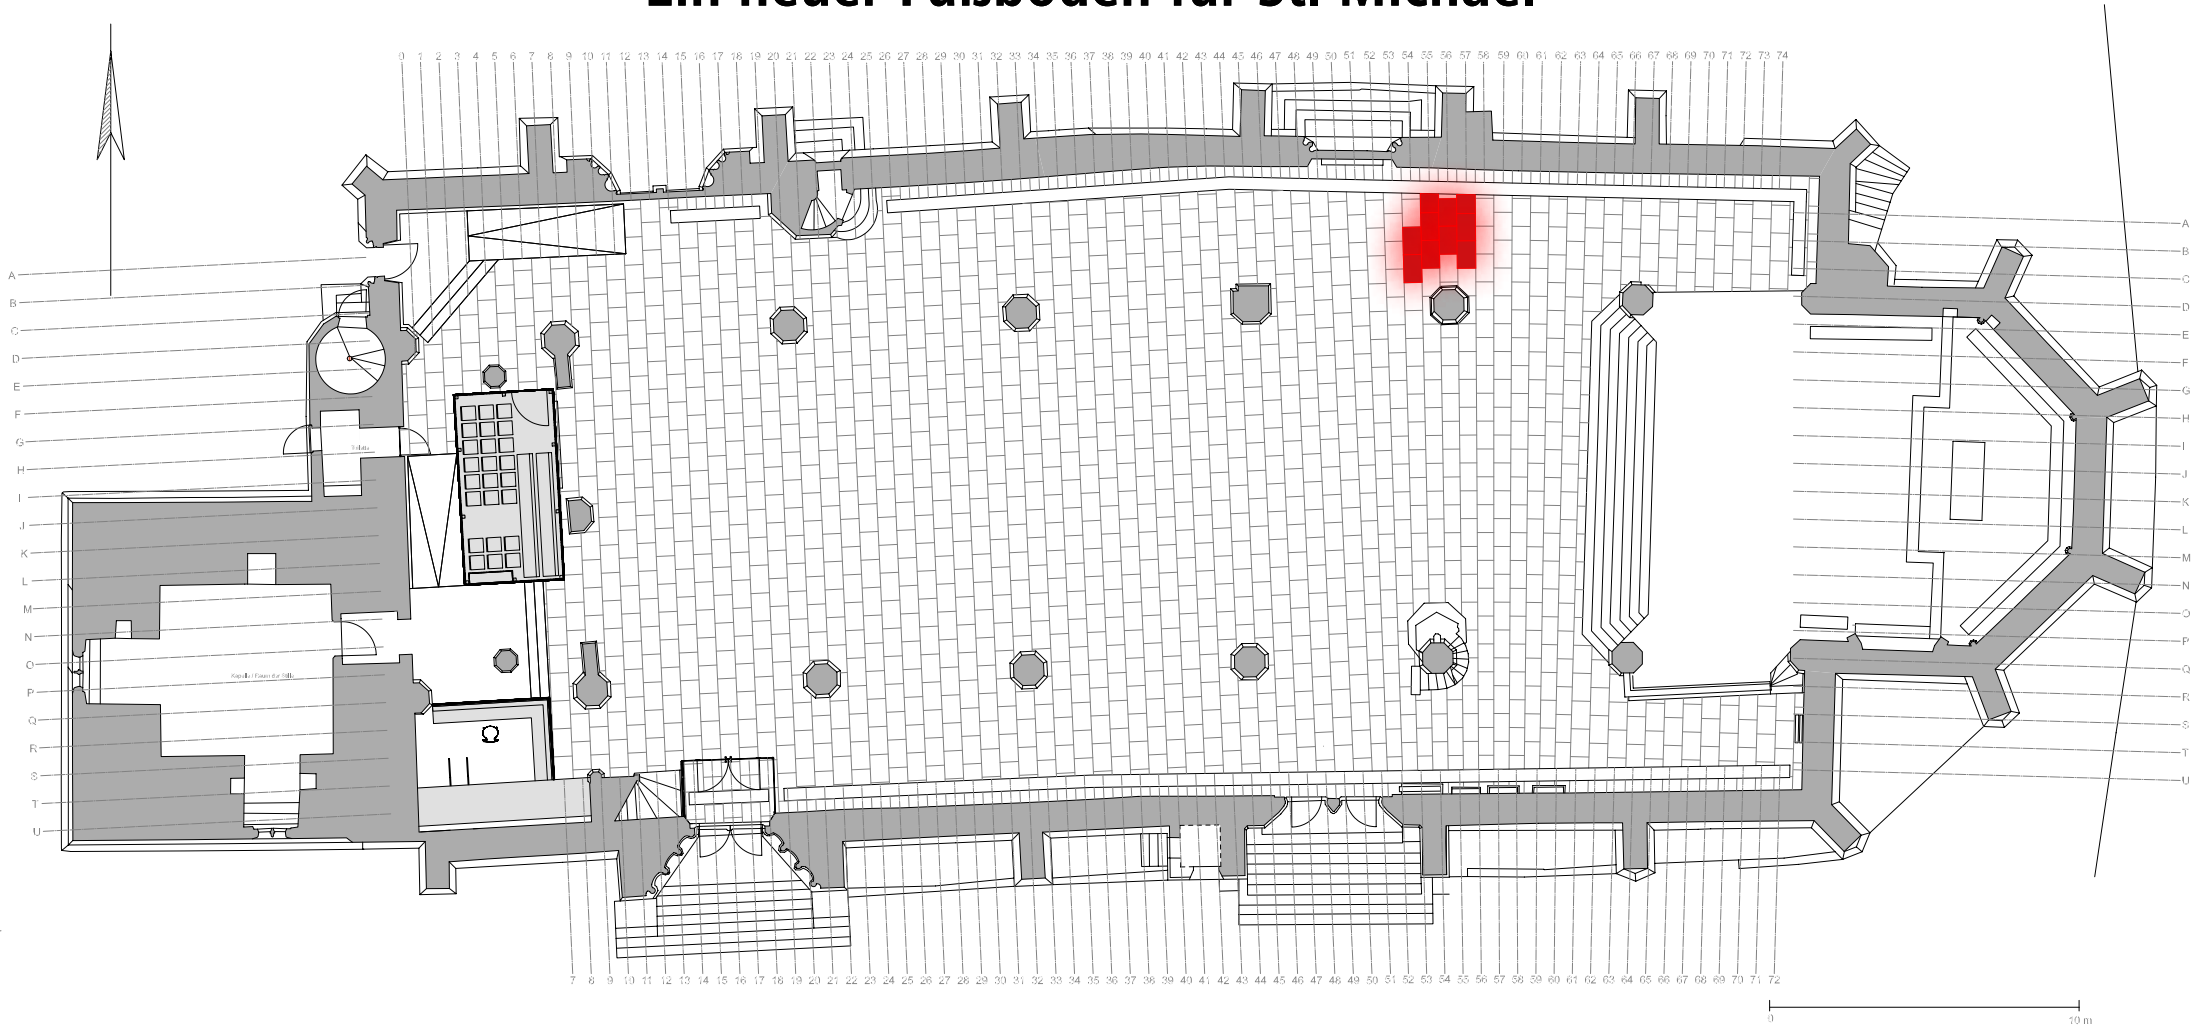 Ein neuer Fußboden für St. Michael
0 1 2 3 4 5 6 7 8 9 10 11 12 13 14 15 16 17 18 19 20 21 22 23 24 25 26 27 28 29 30 31 32 33 34 35 36 37 38 39 40 41 42 43 44 45 46 47 48 49 50 51 52 53 54 55 56 57 58 59 60 61 62 63 64 65 66 67 68 69 70 71 72 73 74
A
B
C
D
E
F
G
H
I
J
K
L
M
N
O
P
Q
R
S
T
U
Kapelle / Raum der Stille
A
B
C
D
E
F
G
H
I
J
K
L
M
N
O
P
Q
R
S
T
U
7 8 9 10 11 12 13 14 15 16 17 18 19 20 21 22 23 24 25 26 27 28 29 30 31 32 33 34 35 36 37 38 39 40 41 42 43 44 45 46 47 48 49 50 51 52 53 54 55 56 57 58 59 60 61 62 63 64 65 66 67 68 69 70 71 72
0 10 m